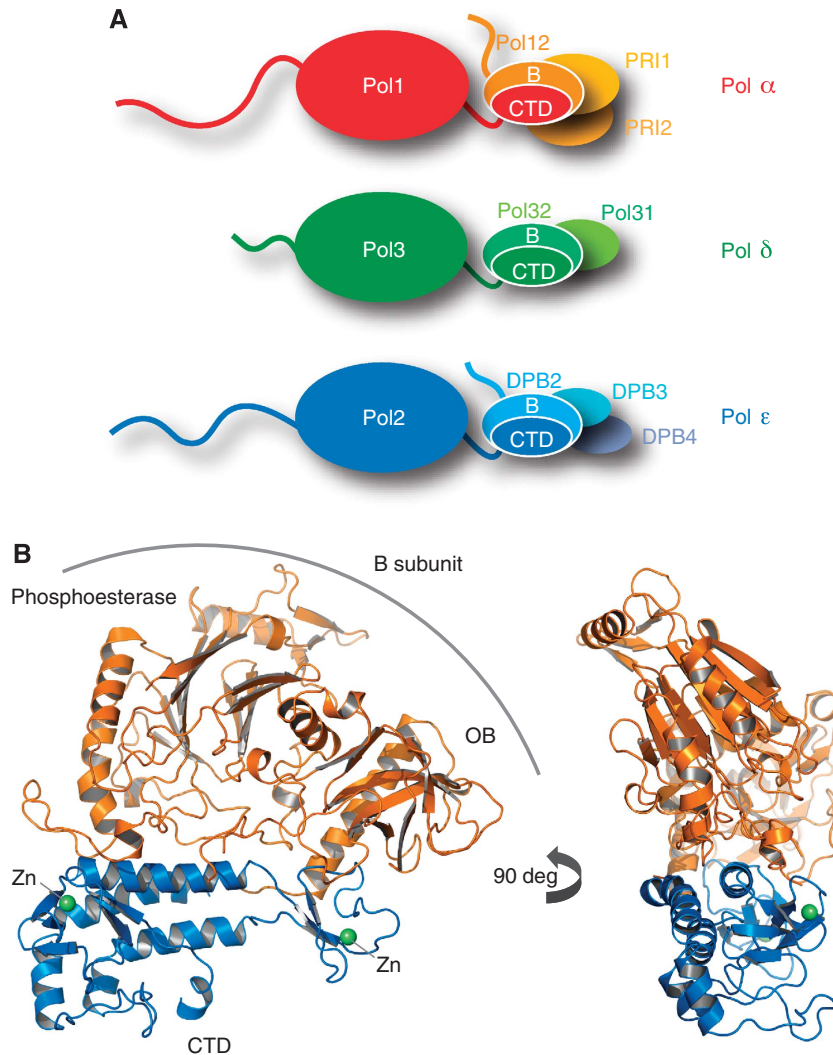 A
Pol1
Pol12
B
CTD
PRI1
PRI2
Pol α
Pol3
Pol32
B
CTD
Pol31
Pol δ
Pol2
DPB2
B
CTD
DPB3
DPB4
Pol ε
B
B subunit
Phosphoesterase
OB
Zn
90 deg
Zn
CTD